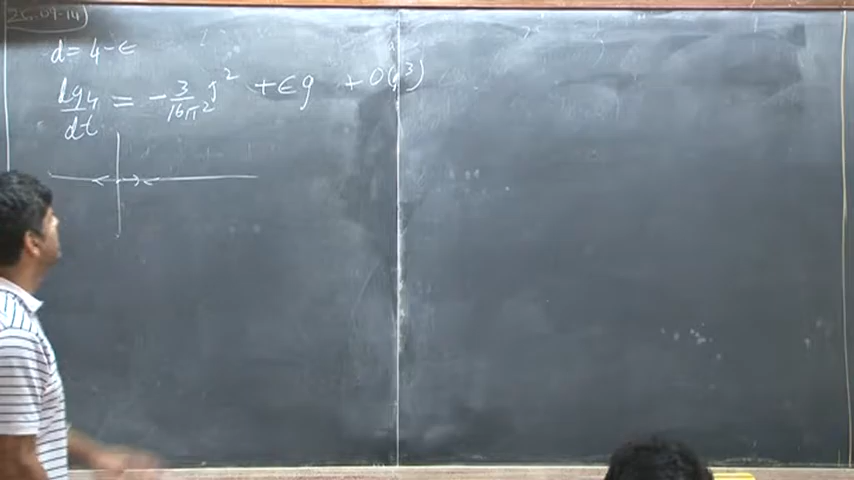 26.09.14)
d = 4-ϵ
dg₄/dt = -3/16π² g² + ϵg + O(g³)